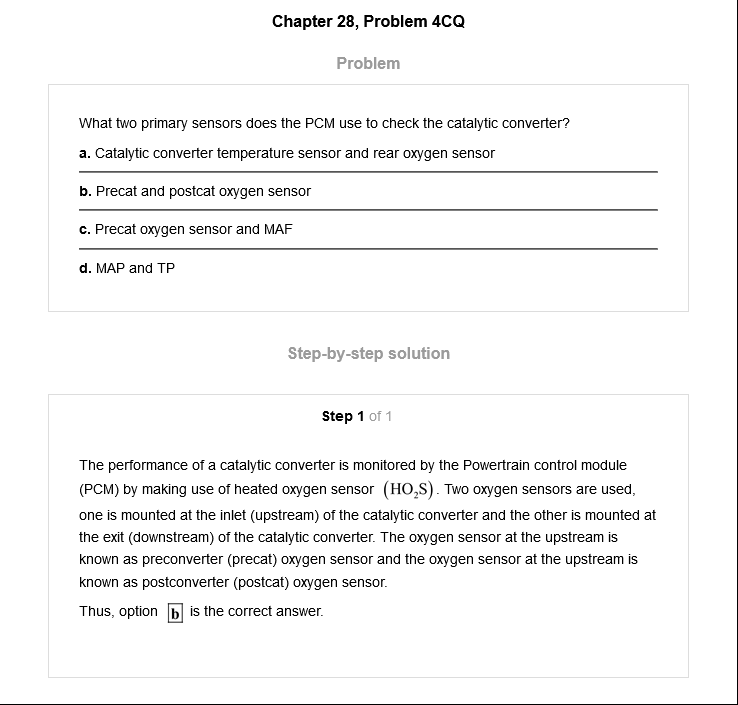 Chapter 28, Problem 4CQ
Problem
What two primary sensors does the PCM use to check the catalytic converter?
a. Catalytic converter temperature sensor and rear oxygen sensor
b. Precat and postcat oxygen sensor
c. Precat oxygen sensor and MAF
d. MAP and TP
Step-by-step solution
Step 1 of 1
The performance of a catalytic converter is monitored by the Powertrain control module
(PCM) by making use of heated oxygen sensor (HO₂S). Two oxygen sensors are used,
one is mounted at the inlet (upstream) of the catalytic converter and the other is mounted at
the exit (downstream) of the catalytic converter. The oxygen sensor at the upstream is
known as preconverter (precat) oxygen sensor and the oxygen sensor at the upstream is
known as postconverter (postcat) oxygen sensor.
Thus, option b is the correct answer.